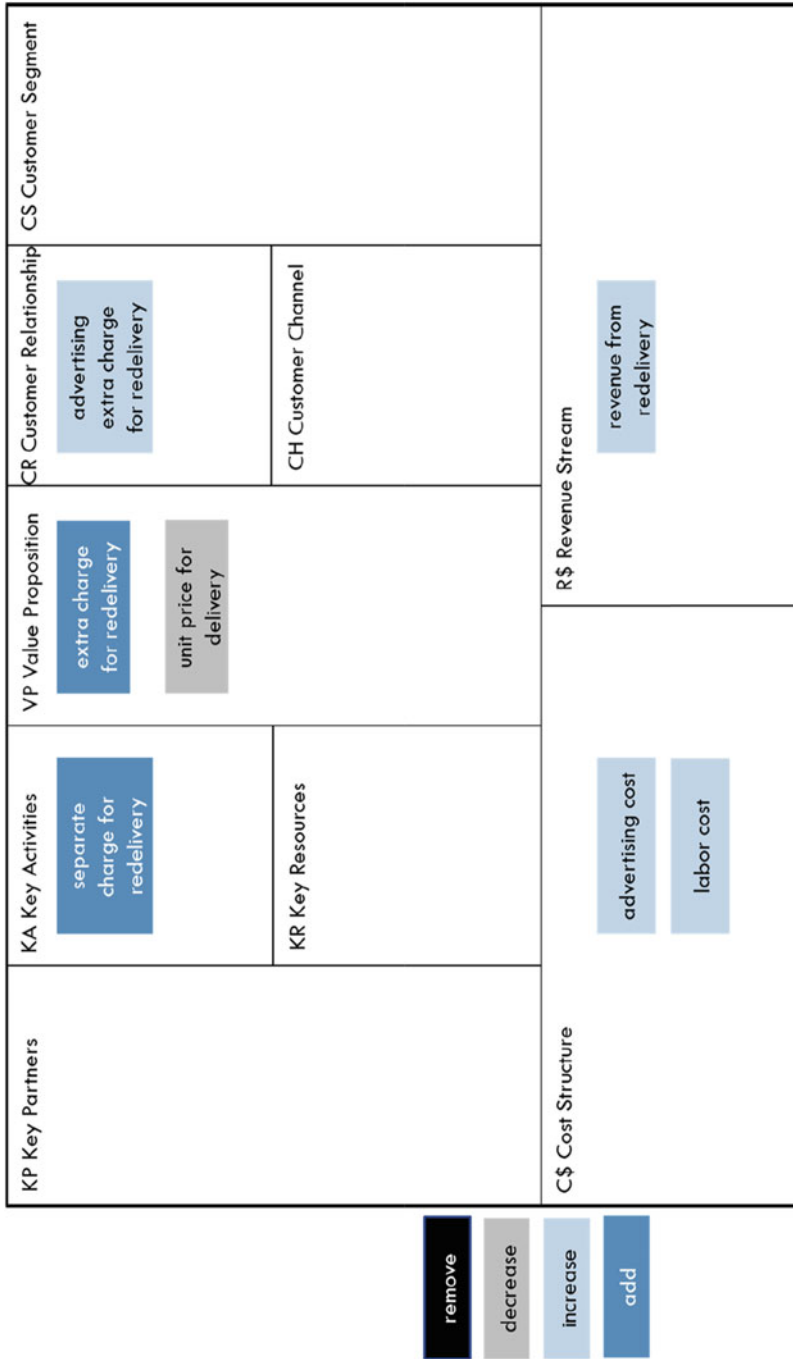 KP Key Partners
KA Key Activities
separate
charge for
redelivery
KR Key Resources
VP Value Proposition
extra charge
for redelivery
unit price for
delivery
CR Customer Relationship
advertising
extra charge
for redelivery
CH Customer Channel
CS Customer Segment
C$ Cost Structure
advertising cost
labor cost
R$ Revenue Stream
revenue from
redelivery
remove
decrease
increase
add